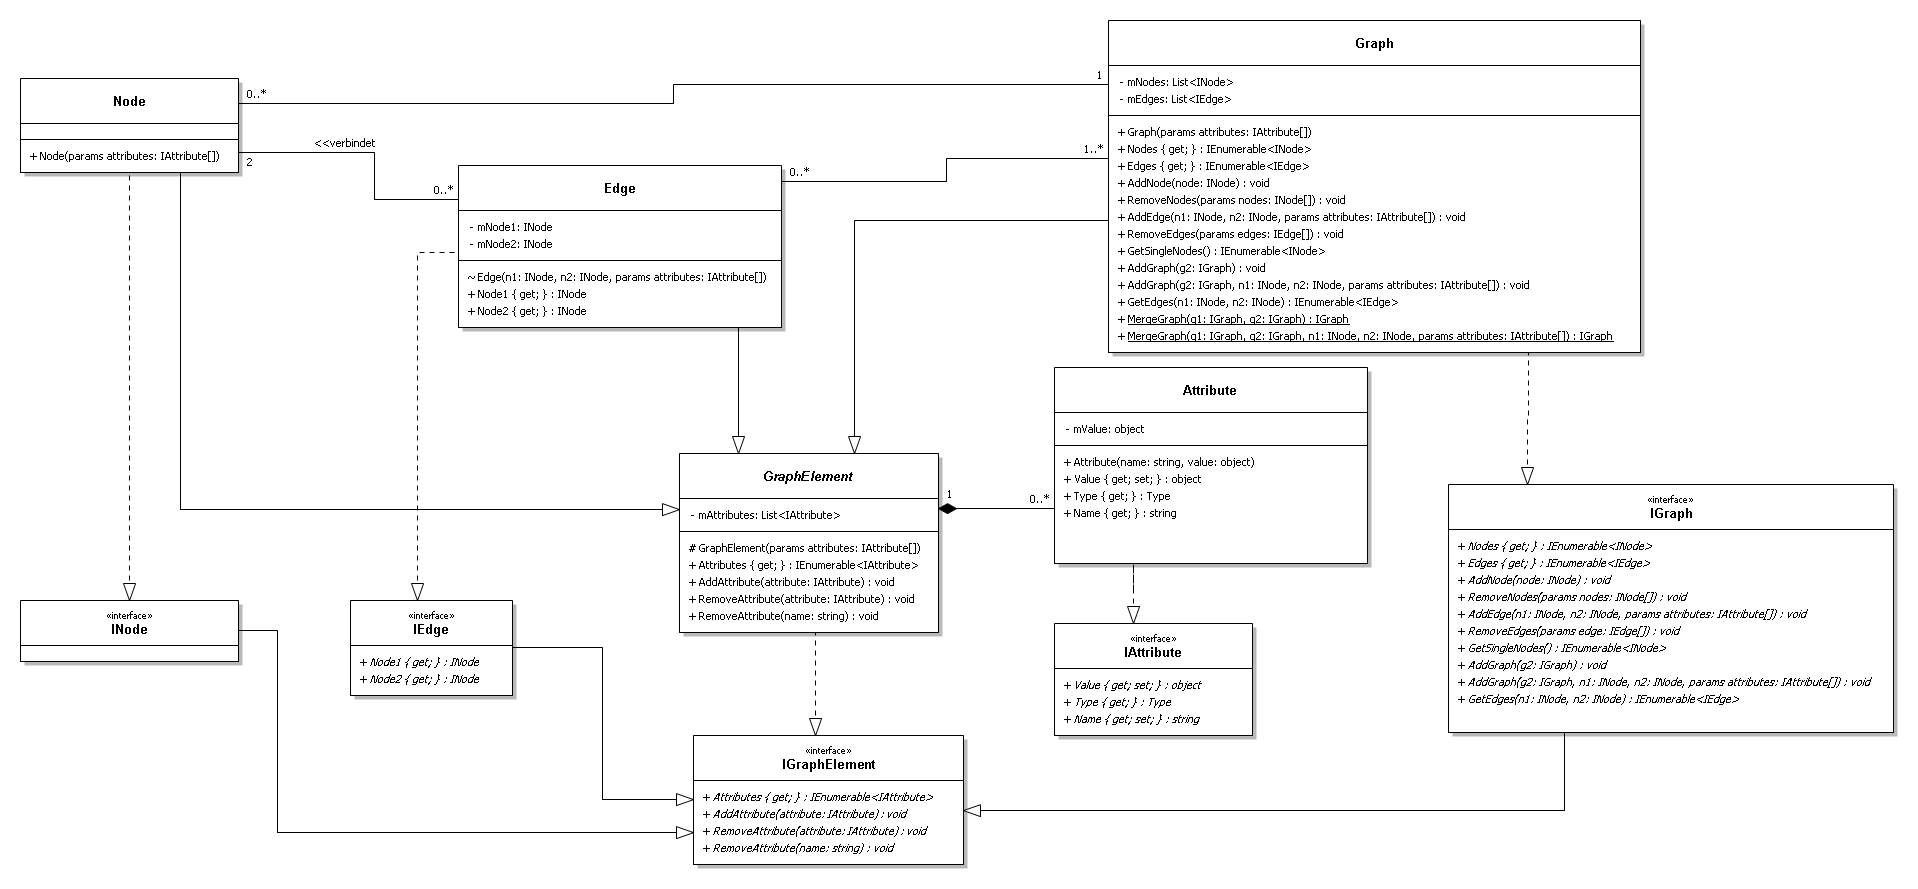 Graph
- mNodes: List<INode>
- mEdges: List<IEdge>
+ Graph(params attributes: IAttribute[])
+ Nodes { get; } : IEnumerable<INode>
+ Edges { get; } : IEnumerable<IEdge>
+ AddNode(node: INode) : void
+ RemoveNodes(params nodes: INode[]) : void
+ AddEdge(n1: INode, n2: INode, params attributes: IAttribute[]) : void
+ RemoveEdges(params edges: IEdge[]) : void
+ GetSingleNodes() : IEnumerable<INode>
+ AddGraph(g2: IGraph) : void
+ AddGraph(g2: IGraph, n1: INode, n2: INode, params attributes: IAttribute[]) : void
+ GetEdges(n1: INode, n2: INode) : IEnumerable<IEdge>
+ MergeGraph(g1: IGraph, g2: IGraph) : IGraph
+ MergeGraph(g1: IGraph, g2: IGraph, n1: INode, n2: INode, params attributes: IAttribute[]) : IGraph
1
0..*
Node
+ Node(params attributes: IAttribute[])
<<verbindet
2
0..*
0..*
1..*
Edge
- mNode1: INode
- mNode2: INode
~ Edge(n1: INode, n2: INode, params attributes: IAttribute[])
+ Node1 { get; } : INode
+ Node2 { get; } : INode
Attribute
- mValue: object
+ Attribute(name: string, value: object)
+ Value { get; set; } : object
+ Type { get; } : Type
+ Name { get; } : string
GraphElement
- mAttributes: List<IAttribute>
# GraphElement(params attributes: IAttribute[])
+ Attributes { get; } : IEnumerable<IAttribute>
+ AddAttribute(attribute: IAttribute) : void
+ RemoveAttribute(attribute: IAttribute) : void
+ RemoveAttribute(name: string) : void
1
0..*
«interface»
IGraph
+ Nodes { get; } : IEnumerable<INode>
+ Edges { get; } : IEnumerable<IEdge>
+ AddNode(node: INode) : void
+ RemoveNodes(params nodes: INode[]) : void
+ AddEdge(n1: INode, n2: INode, params attributes: IAttribute[]) : void
+ RemoveEdges(params edge: IEdge[]) : void
+ GetSingleNodes() : IEnumerable<INode>
+ AddGraph(g2: IGraph) : void
+ AddGraph(g2: IGraph, n1: INode, n2: INode, params attributes: IAttribute[]) : void
+ GetEdges(n1: INode, n2: INode) : IEnumerable<IEdge>
«interface»
INode
«interface»
IEdge
+ Node1 { get; } : INode
+ Node2 { get; } : INode
«interface»
IAttribute
+ Value { get; set; } : object
+ Type { get; } : Type
+ Name { get; set; } : string
«interface»
IGraphElement
+ Attributes { get; } : IEnumerable<IAttribute>
+ AddAttribute(attribute: IAttribute) : void
+ RemoveAttribute(attribute: IAttribute) : void
+ RemoveAttribute(name: string) : void